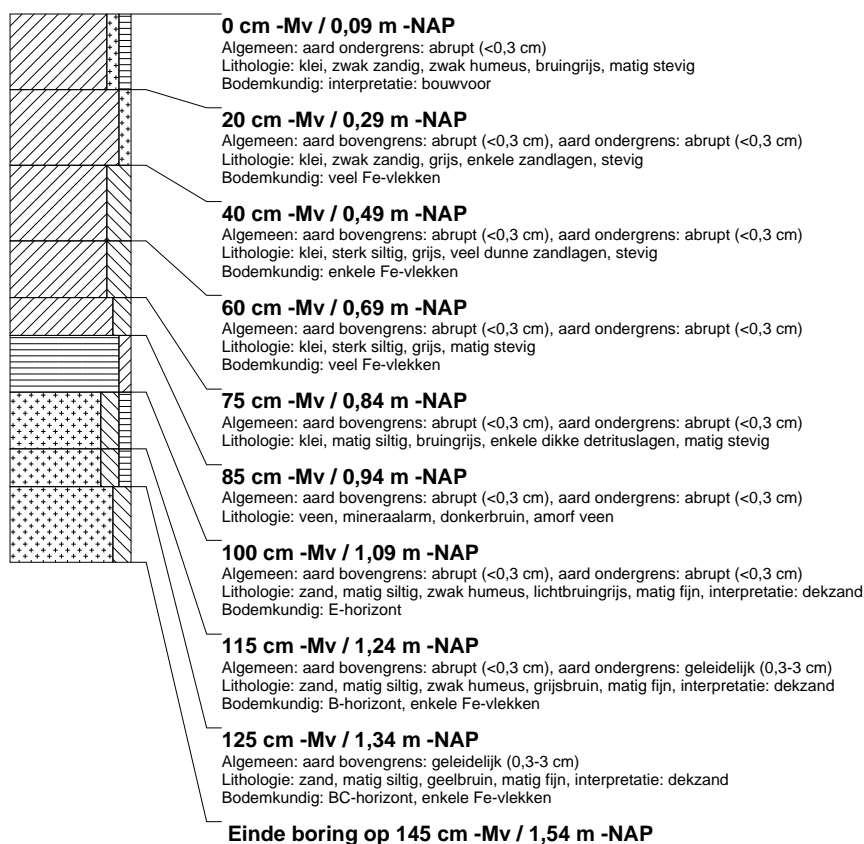 0 cm -Mv / 0,09 m -NAP
Algemeen: aard ondergrens: abrupt (<0,3 cm)
Lithologie: klei, zwak zandig, zwak humeus, bruingrijs, matig stevig
Bodemkundig: interpretatie: bouwvoor
20 cm -Mv / 0,29 m -NAP
Algemeen: aard bovengrens: abrupt (<0,3 cm), aard ondergrens: abrupt (<0,3 cm)
Lithologie: klei, zwak zandig, grijs, enkele zandlagen, stevig
Bodemkundig: veel Fe-vlekken
40 cm -Mv / 0,49 m -NAP
Algemeen: aard bovengrens: abrupt (<0,3 cm), aard ondergrens: abrupt (<0,3 cm)
Lithologie: klei, sterk siltig, grijs, veel dunne zandlagen, stevig
Bodemkundig: enkele Fe-vlekken
60 cm -Mv / 0,69 m -NAP
Algemeen: aard bovengrens: abrupt (<0,3 cm), aard ondergrens: abrupt (<0,3 cm)
Lithologie: klei, sterk siltig, grijs, matig stevig
Bodemkundig: veel Fe-vlekken
75 cm -Mv / 0,84 m -NAP
Algemeen: aard bovengrens: abrupt (<0,3 cm), aard ondergrens: abrupt (<0,3 cm)
Lithologie: klei, matig siltig, bruingrijs, enkele dikke detrituslagen, matig stevig
85 cm -Mv / 0,94 m -NAP
Algemeen: aard bovengrens: abrupt (<0,3 cm), aard ondergrens: abrupt (<0,3 cm)
Lithologie: veen, mineraalarm, donkerbruin, amorf veen
100 cm -Mv / 1,09 m -NAP
Algemeen: aard bovengrens: abrupt (<0,3 cm), aard ondergrens: abrupt (<0,3 cm)
Lithologie: zand, matig siltig, zwak humeus, lichtbruingrijs, matig fijn, interpretatie: dekzand
Bodemkundig: E-horizont
115 cm -Mv / 1,24 m -NAP
Algemeen: aard bovengrens: abrupt (<0,3 cm), aard ondergrens: geleidelijk (0,3-3 cm)
Lithologie: zand, matig siltig, zwak humeus, grijsbruin, matig fijn, interpretatie: dekzand
Bodemkundig: B-horizont, enkele Fe-vlekken
125 cm -Mv / 1,34 m -NAP
Algemeen: aard bovengrens: geleidelijk (0,3-3 cm)
Lithologie: zand, matig siltig, geelbruin, matig fijn, interpretatie: dekzand
Bodemkundig: BC-horizont, enkele Fe-vlekken
Einde boring op 145 cm -Mv / 1,54 m -NAP